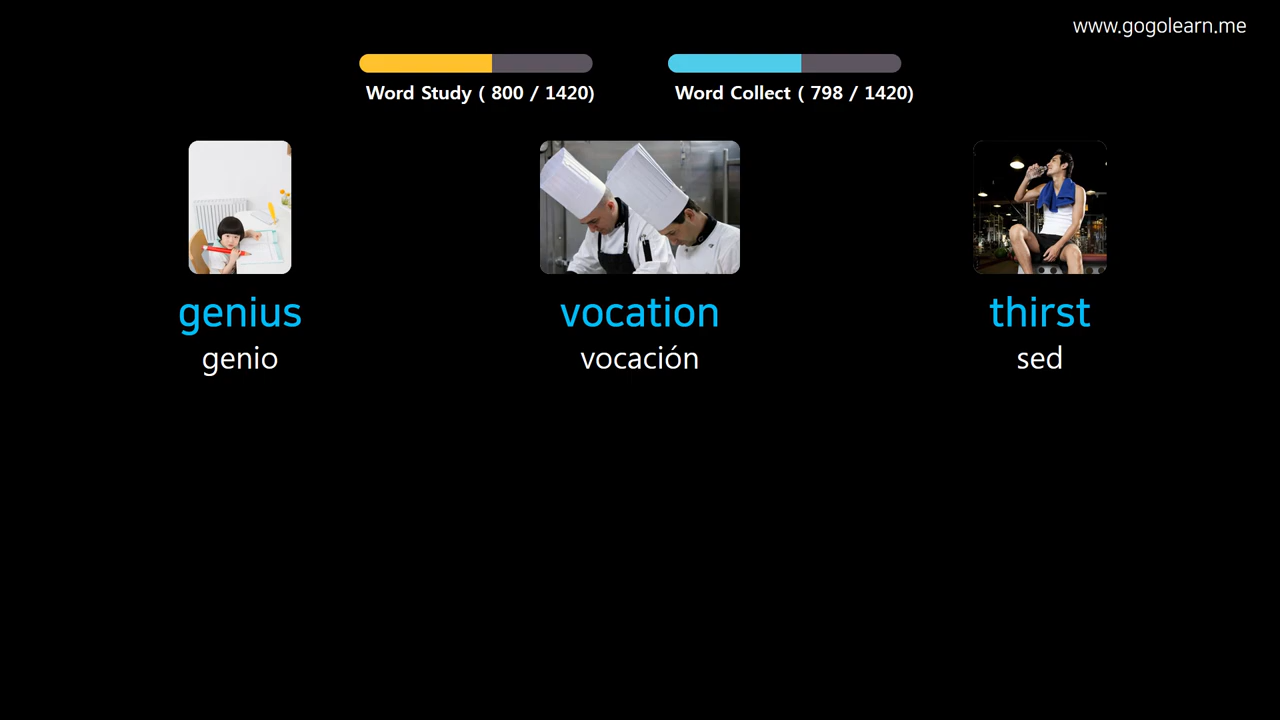 www.gogolearn.me
Word Study ( 800 / 1420)
Word Collect ( 798 / 1420)
genius
vocation
thirst
genio
vocación
sed